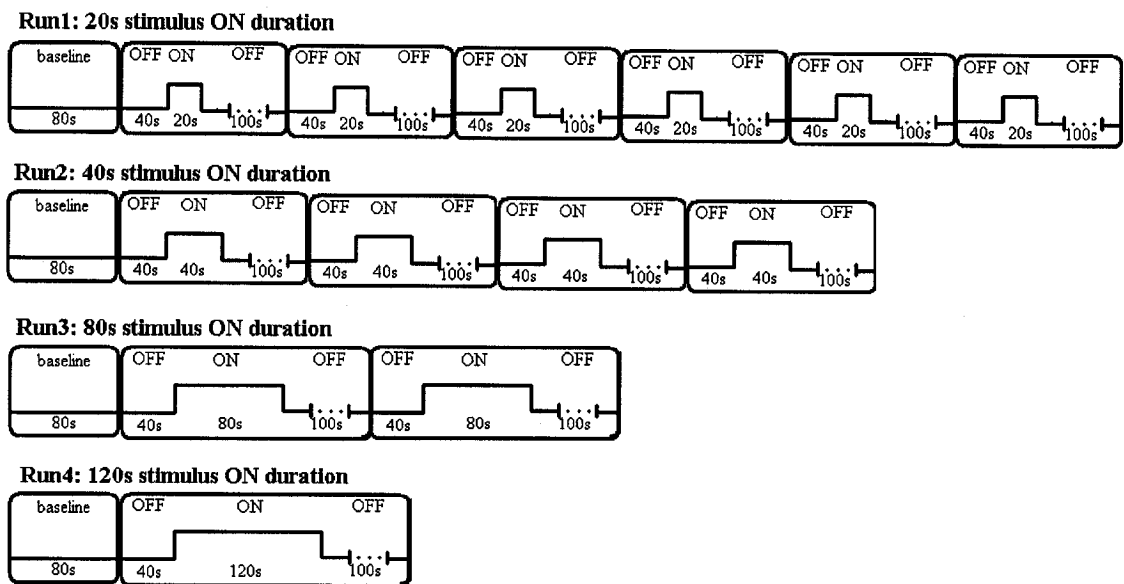 Run1: 20s stimulus ON duration
baseline OFF ON OFF OFF ON OFF OFF ON OFF OFF ON OFF OFF ON OFF OFF ON OFF
80s 40s 20s 100s 40s 20s 100s 40s 20s 100s 40s 20s 100s 40s 20s 100s 40s 20s 100s
Run2: 40s stimulus ON duration
baseline OFF ON OFF OFF ON OFF OFF ON OFF OFF ON OFF
80s 40s 40s 100s 40s 40s 100s 40s 40s 100s 40s 40s 100s
Run3: 80s stimulus ON duration
baseline OFF ON OFF OFF ON OFF
80s 40s 80s 100s 40s 80s 100s
Run4: 120s stimulus ON duration
baseline OFF ON OFF
80s 40s 120s 100s